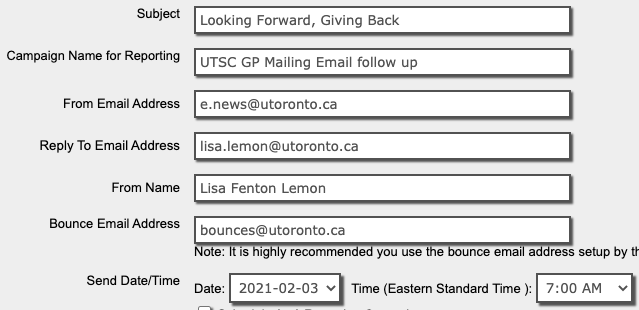 Subject Looking Forward, Giving Back
Campaign Name for Reporting UTSC GP Mailing Email follow up
From Email Address e.news@utoronto.ca
Reply To Email Address lisa.lemon@utoronto.ca
From Name Lisa Fenton Lemon
Bounce Email Address bounces@utoronto.ca
Note: It is highly recommended you use the bounce email address setup by th
Send Date/Time Date: 2021-02-03 Time (Eastern Standard Time ): 7:00 AM